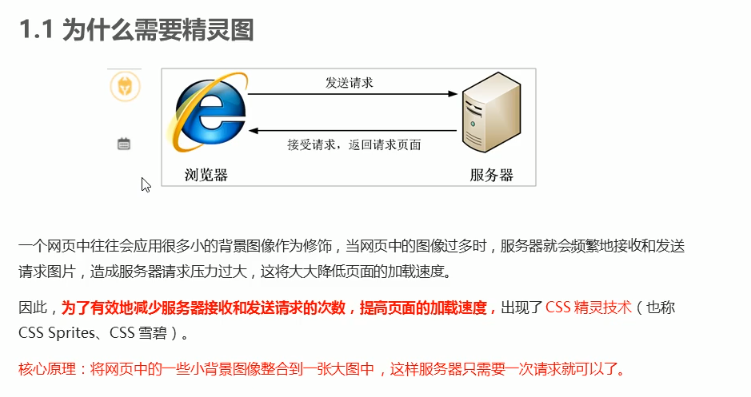 1.1 为什么需要精灵图
发送请求
接受请求，返回请求页面
浏览器
服务器
一个网页中往往会应用很多小的背景图像作为修饰，当网页中的图像过多时，服务器就会频繁地接收和发送
请求图片，造成服务器请求压力过大，这将大大降低页面的加载速度。
因此，为了有效地减少服务器接收和发送请求的次数，提高页面的加载速度，出现了 CSS 精灵技术（也称
CSS Sprites、CSS 雪碧）。
核心原理：将网页中的一些小背景图像整合到一张大图中，这样服务器只需要一次请求就可以了。